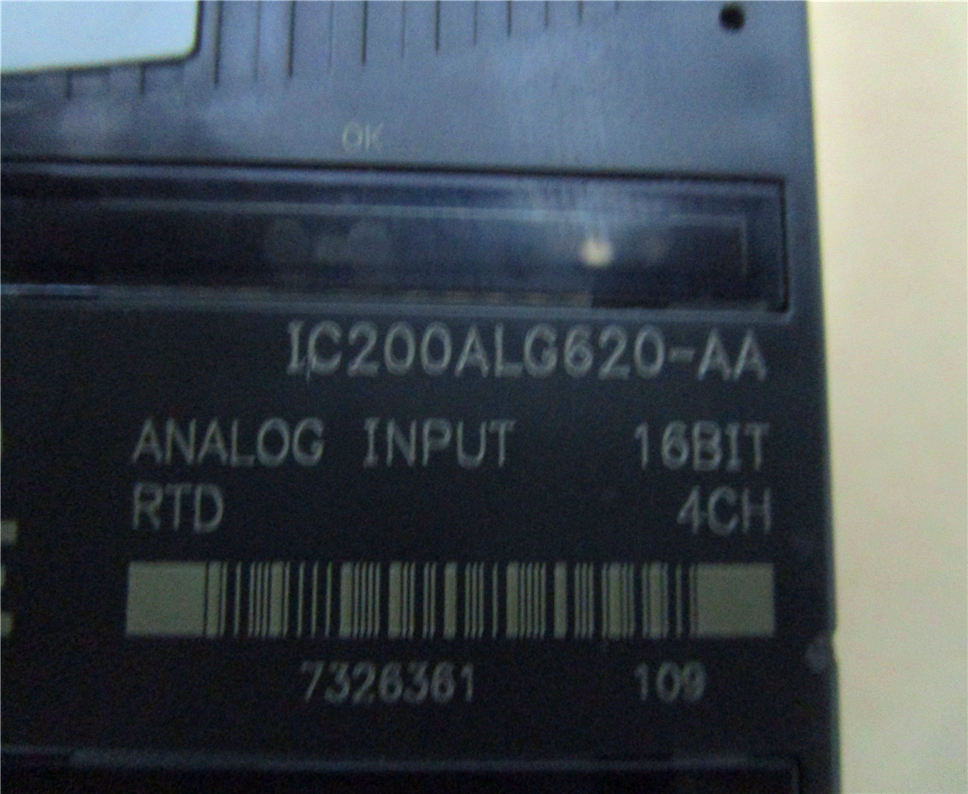 OK
IC200ALG620-AA
ANALOG INPUT 16BIT
RTD 4CH
7326361 109